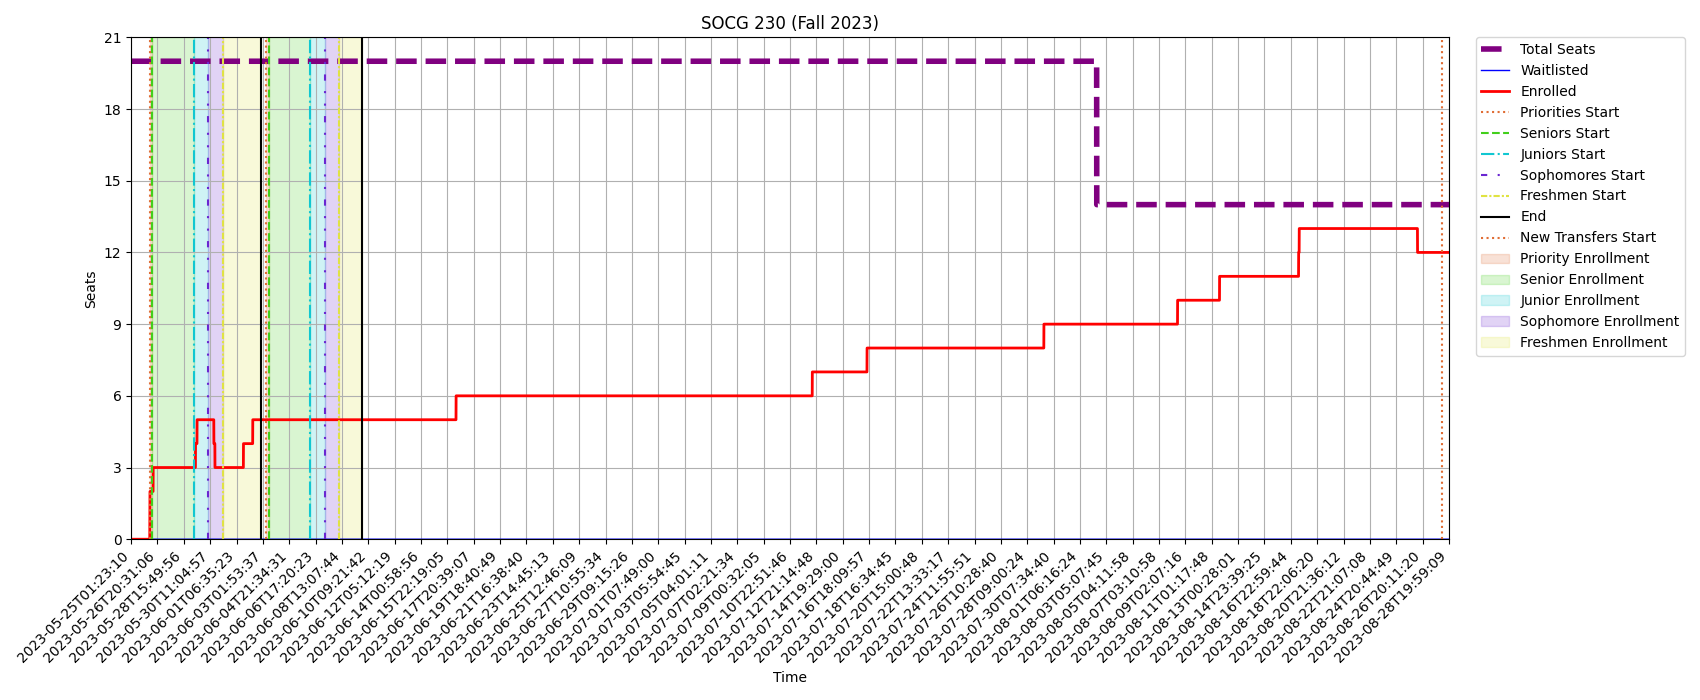 SOCG 230 (Fall 2023)
21
18
15
12
9
6
3
0
Seats
2023-05-25T01:23:10
2023-05-26T20:31:06
2023-05-28T15:49:56
2023-05-30T11:04:57
2023-06-01T06:35:23
2023-06-03T01:53:37
2023-06-04T21:34:31
2023-06-06T17:20:23
2023-06-08T13:07:44
2023-06-10T09:21:42
2023-06-12T05:12:19
2023-06-14T00:58:56
2023-06-15T22:19:05
2023-06-17T20:39:07
2023-06-19T18:40:49
2023-06-21T16:38:40
2023-06-23T14:45:13
2023-06-25T12:46:09
2023-06-27T10:55:34
2023-06-29T09:15:26
2023-07-01T07:49:00
2023-07-03T05:54:45
2023-07-05T04:01:11
2023-07-07T02:21:34
2023-07-09T00:32:05
2023-07-10T22:51:46
2023-07-12T21:14:48
2023-07-14T19:29:00
2023-07-16T18:09:57
2023-07-18T16:34:45
2023-07-20T15:00:48
2023-07-22T13:33:17
2023-07-24T11:55:51
2023-07-26T10:28:40
2023-07-28T09:00:24
2023-07-30T07:34:40
2023-08-01T06:16:24
2023-08-03T05:07:45
2023-08-05T04:11:58
2023-08-07T03:10:58
2023-08-09T02:07:16
2023-08-11T01:17:48
2023-08-13T00:28:01
2023-08-14T23:39:25
2023-08-16T22:59:44
2023-08-18T22:06:20
2023-08-20T21:36:12
2023-08-22T21:07:08
2023-08-24T20:44:49
2023-08-26T20:11:20
2023-08-28T19:59:09
Time
Total Seats
Waitlisted
Enrolled
Priorities Start
Seniors Start
Juniors Start
Sophomores Start
Freshmen Start
End
New Transfers Start
Priority Enrollment
Senior Enrollment
Junior Enrollment
Sophomore Enrollment
Freshmen Enrollment